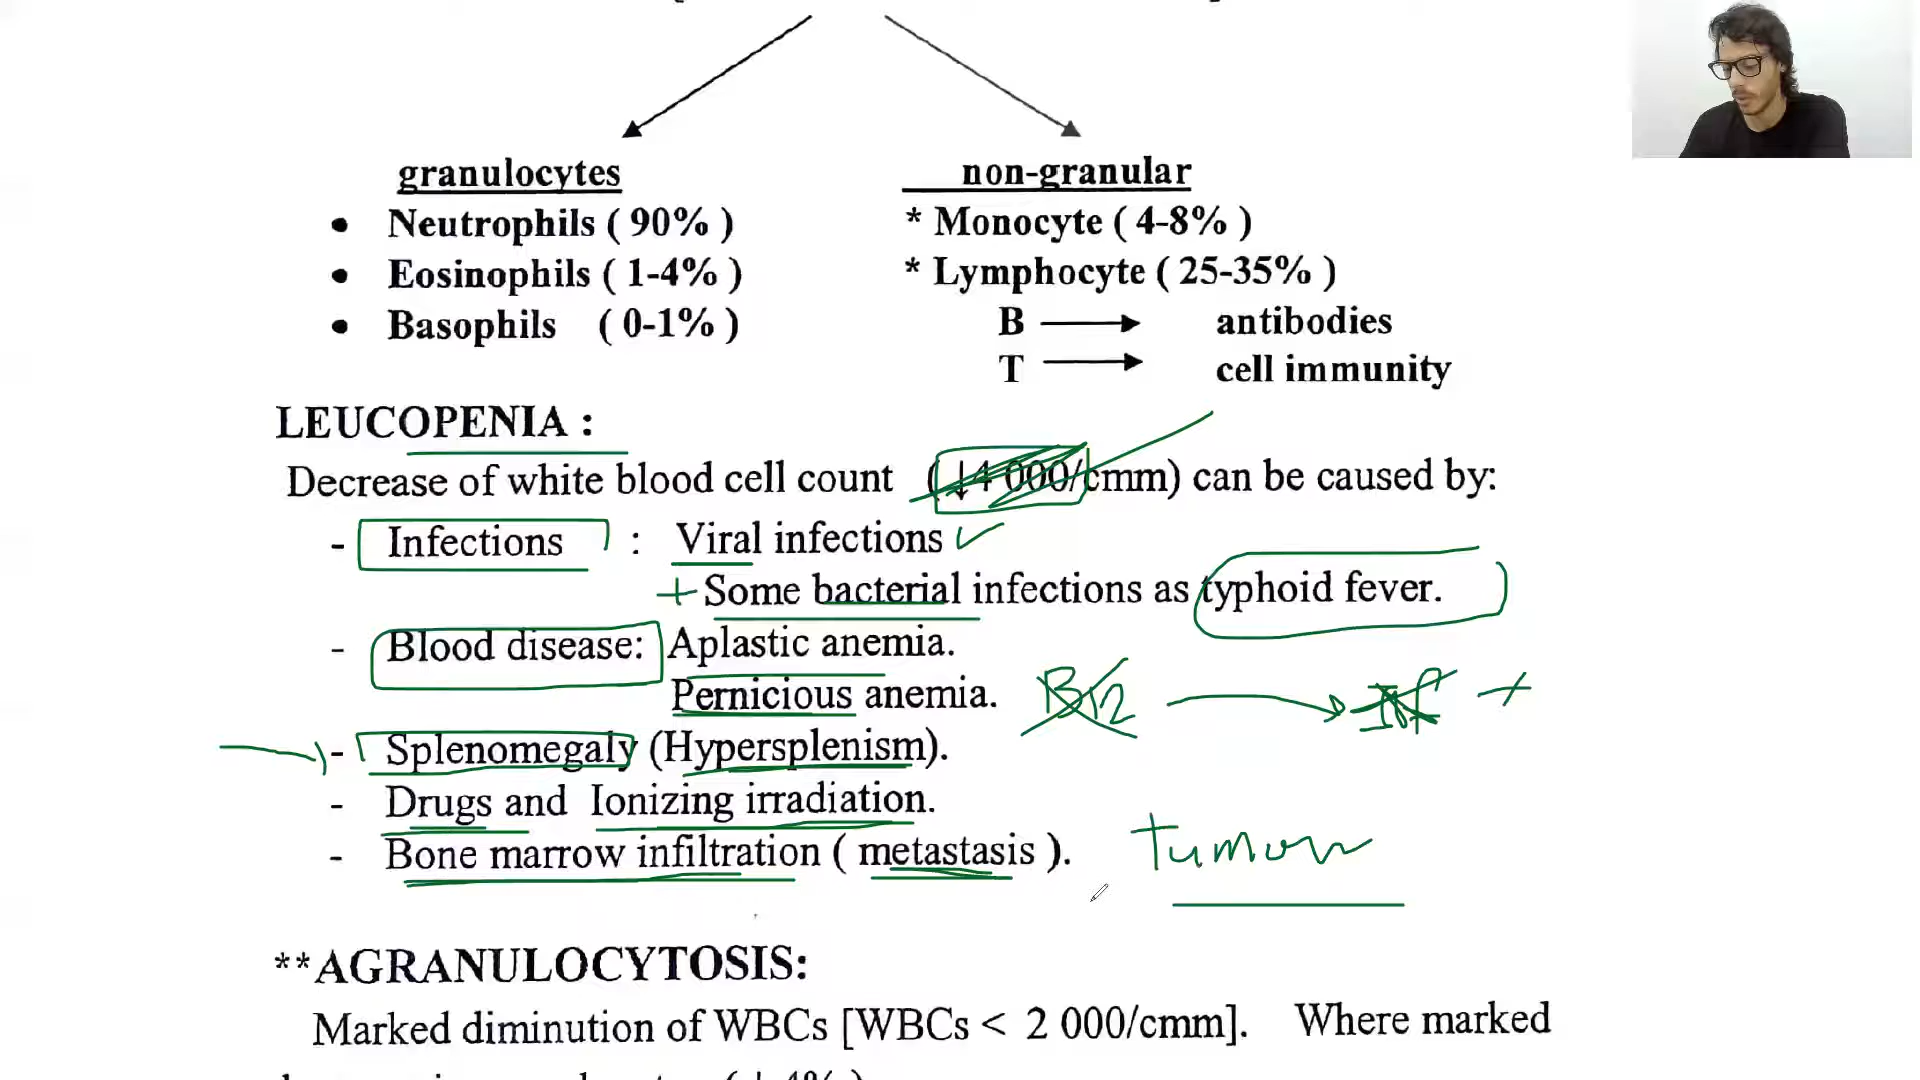 granulocytes
non-granular
• Neutrophils ( 90% )
* Monocyte ( 4-8% )
• Eosinophils ( 1-4% )
* Lymphocyte ( 25-35% )
• Basophils ( 0-1% )
B → antibodies
T → cell immunity
LEUCOPENIA :
Decrease of white blood cell count ( ↓4 000/cmm) can be caused by:
- Infections : Viral infections ✓
+ Some bacterial infections as typhoid fever.
- Blood disease: Aplastic anemia.
Pernicious anemia. B12 → +
- Splenomegaly (Hypersplenism).
- Drugs and Ionizing irradiation.
- Bone marrow infiltration ( metastasis ). Tumor
**AGRANULOCYTOSIS:
Marked diminution of WBCs [WBCs < 2 000/cmm]. Where marked